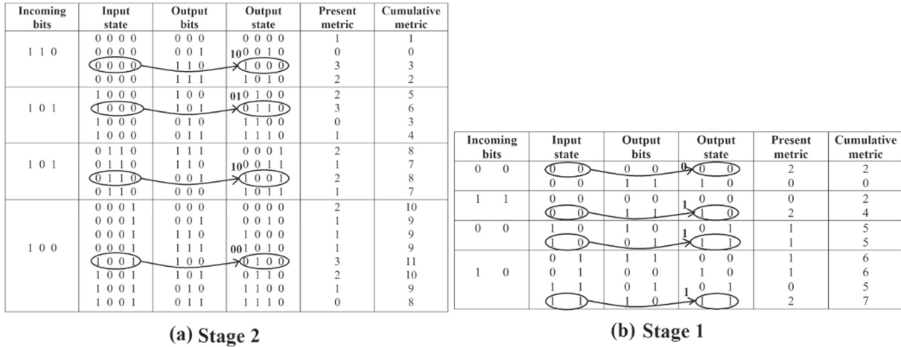 Incoming bits Input state Output bits Output state Present metric Cumulative metric
0 0 0 0 0 0 0 0 0 0 0 1 1
1 1 0 0 0 0 0 0 0 1 10 0 0 1 0 0 0
0 0 0 0 1 1 0 1 0 0 0 3 3
0 0 0 0 1 1 1 1 0 1 0 2 2
1 0 0 0 1 0 0 01 0 1 0 0 2 5
1 0 1 1 0 0 0 1 0 1 0 1 1 0 3 6
1 0 0 0 0 1 0 1 1 0 0 0 3
1 0 0 0 0 1 1 1 1 1 0 1 4
0 1 1 0 1 1 1 0 0 0 1 2 8
1 0 1 0 1 1 0 1 1 0 10 0 0 1 1 1 7
0 1 1 0 0 0 1 1 0 0 1 2 8
0 1 1 0 0 0 0 1 0 1 1 1 7
0 0 0 1 0 0 0 0 0 0 0 2 10
0 0 0 1 0 0 1 0 0 1 0 1 9
0 0 0 1 1 1 0 1 0 0 0 1 9
1 0 0 0 0 0 1 1 1 1 00 1 0 1 0 1 9
1 0 0 1 1 0 0 0 1 0 0 3 11
1 0 0 1 1 0 1 0 1 1 0 2 10
1 0 0 1 0 1 0 1 1 0 0 1 9
1 0 0 1 0 1 1 1 1 1 0 0 8
(a) Stage 2
Incoming bits Input state Output bits Output state Present metric Cumulative metric
0 0 0 0 0 0 0 0 0 2 2
0 0 1 1 1 0 0 0
1 1 0 0 0 0 0 0 0 2
0 0 1 1 1 1 0 2 4
0 0 1 0 1 0 0 1 1 5
1 0 0 1 1 1 1 1 5
0 1 1 1 0 0 1 6
1 0 0 1 0 0 1 0 1 6
1 1 0 1 0 1 0 5
1 1 1 0 1 1 1 2 7
(b) Stage 1